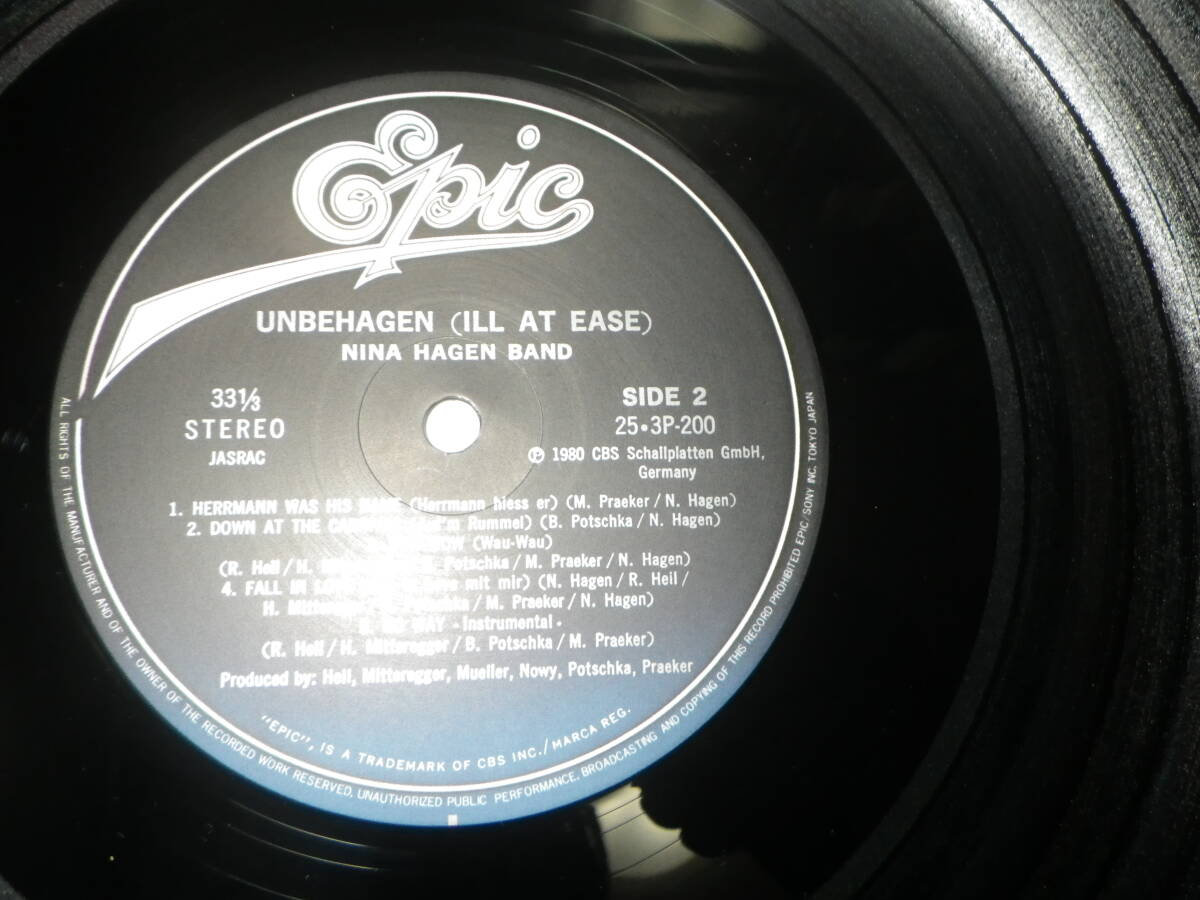 Epic
UNBEHAGEN (ILL AT EASE)
NINA HAGEN BAND
33⅓
STEREO
JASRAC
SIDE 2
25・3P-200
℗ 1980 CBS Schallplatten GmbH,
Germany
1. HERRMANN WAS HIS (Herrmann hiess er) (M. Praeker / N. Hagen)
2. DOWN AT THE Rummel) (B. Potschka / N. Hagen)
(Wau-Wau)
(R. Heil / H. Potschka / M. Praeker / N. Hagen)
4. FALL IN mit mir) (N. Hagen / R. Heil /
H. Mitteregger / Potschka / M. Praeker / N. Hagen)
WAY - Instrumental -
(R. Heil / H. Mitteregger / B. Potschka / M. Praeker)
Produced by: Heil, Mitteregger, Mueller, Nowy, Potschka, Praeker
"EPIC", IS A TRADEMARK OF CBS INC. / MARCA REG.
ALL RIGHTS OF THE MANUFACTURER AND OF THE OWNER OF THE RECORDED WORK RESERVED. UNAUTHORIZED PUBLIC PERFORMANCE, BROADCASTING AND COPYING OF THIS RECORD PROHIBITED EPIC/SONY INC. TOKYO JAPAN